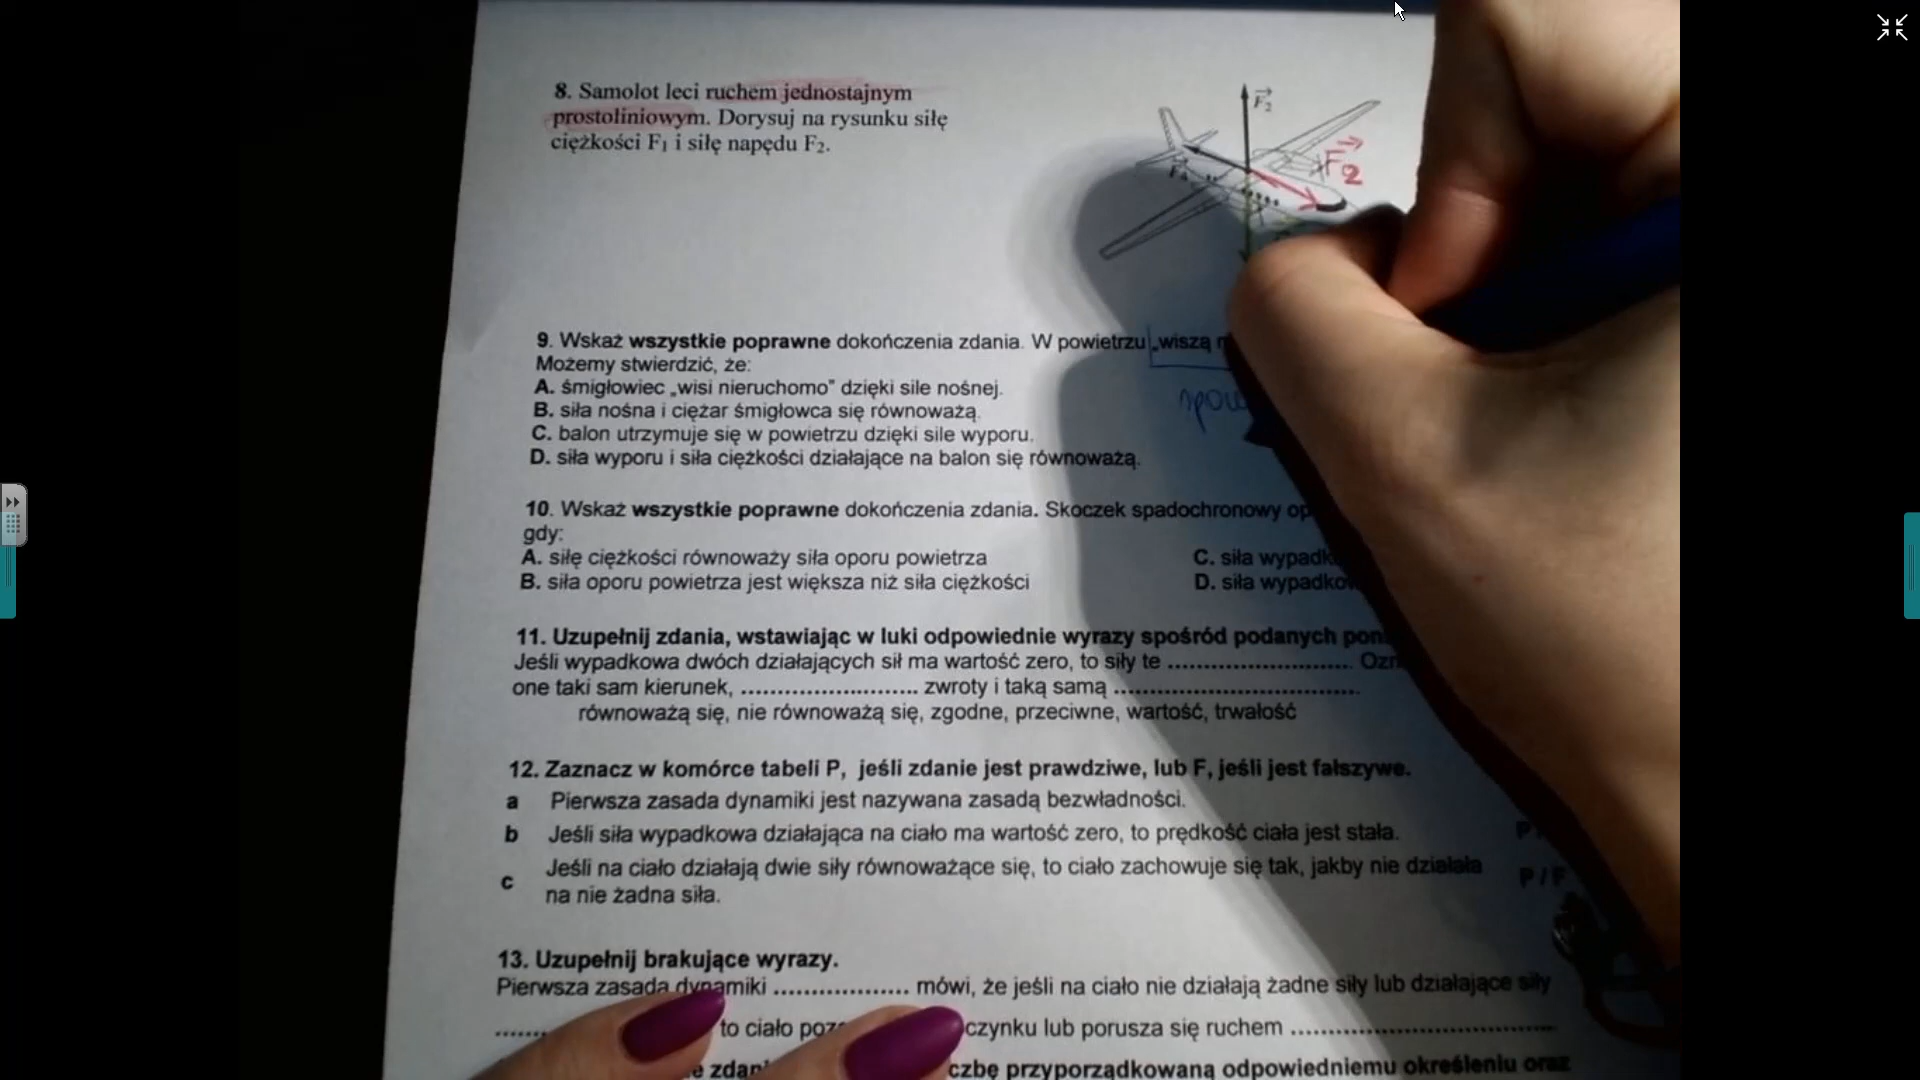 8. Samolot leci ruchem jednostajnym
prostoliniowym. Dorysuj na rysunku siłę
ciężkości F1 i siłę napędu F2.
F2
F2
9. Wskaż wszystkie poprawne dokończenia zdania. W powietrzu „wiszą
Możemy stwierdzić, że:
A. śmigłowiec „wisi nieruchomo” dzięki sile nośnej.
B. siła nośna i ciężar śmigłowca się równoważą.
C. balon utrzymuje się w powietrzu dzięki sile wyporu.
D. siła wyporu i siła ciężkości działające na balon się równoważą.
10. Wskaż wszystkie poprawne dokończenia zdania. Skoczek spadochronowy
gdy:
A. siłę ciężkości równoważy siła oporu powietrza
C. siła
B. siła oporu powietrza jest większa niż siła ciężkości
D. siła
11. Uzupełnij zdania, wstawiając w luki odpowiednie wyrazy spośród podanych
Jeśli wypadkowa dwóch działających sił ma wartość zero, to siły te ........................
one taki sam kierunek, ........................ zwroty i taką samą .................................
równoważą się, nie równoważą się, zgodne, przeciwne, wartość, trwałość
12. Zaznacz w komórce tabeli P, jeśli zdanie jest prawdziwe, lub F, jeśli jest fałszywe.
a Pierwsza zasada dynamiki jest nazywana zasadą bezwładności.
b Jeśli siła wypadkowa działająca na ciało ma wartość zero, to prędkość ciała jest stała.
c Jeśli na ciało działają dwie siły równoważące się, to ciało zachowuje się tak, jakby nie działała P / F
na nie żadna siła.
13. Uzupełnij brakujące wyrazy.
Pierwsza zasada dynamiki ................... mówi, że jeśli na ciało nie działają żadne siły lub działające siły
....... to ciało lub porusza się ruchem .....................................
przyporządkowaną odpowiedniemu określeniu oraz